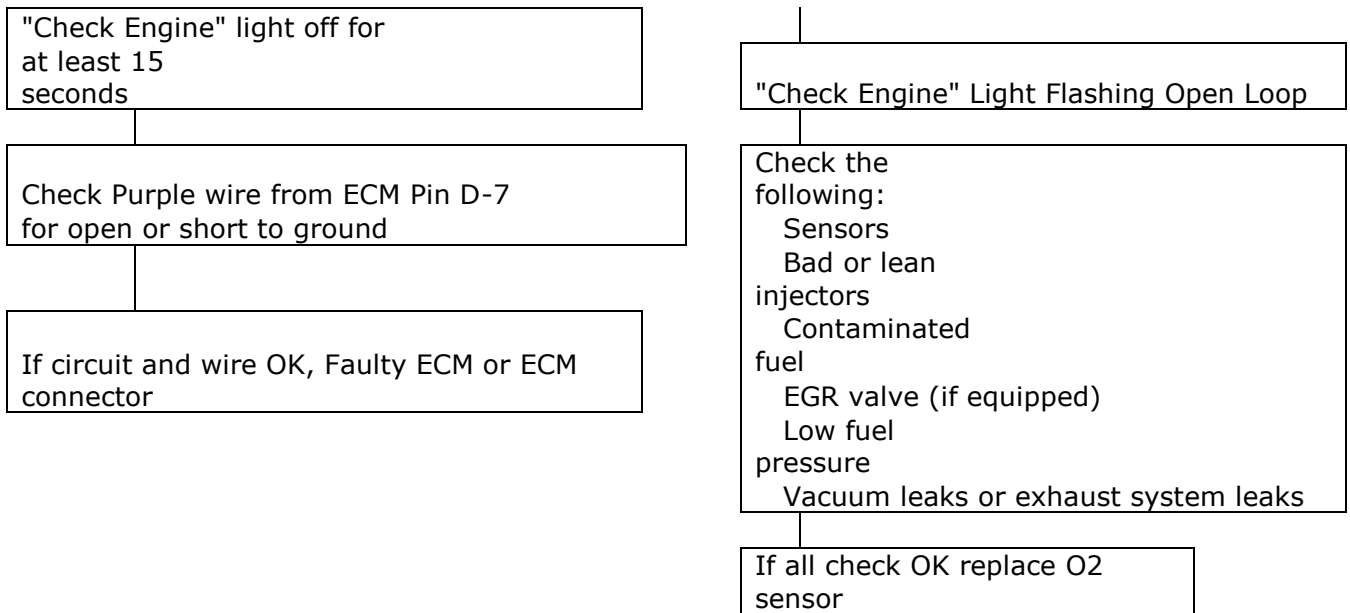 "Check Engine" light off for
at least 15
seconds
Check Purple wire from ECM Pin D-7
for open or short to ground
If circuit and wire OK, Faulty ECM or ECM
connector
"Check Engine" Light Flashing Open Loop
Check the
following:
Sensors
Bad or lean
injectors
Contaminated
fuel
EGR valve (if equipped)
Low fuel
pressure
Vacuum leaks or exhaust system leaks
If all check OK replace O2
sensor